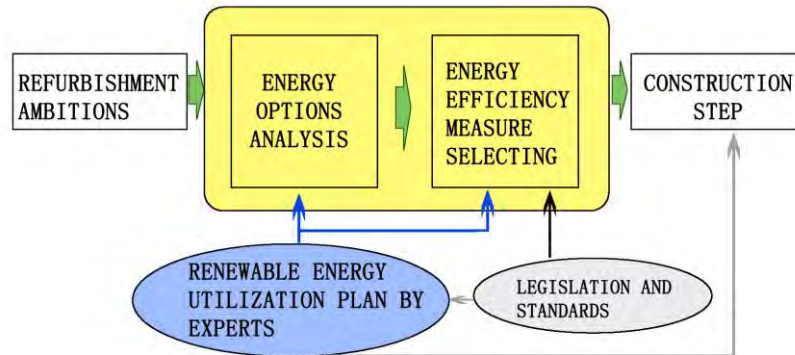 REFURBISHMENT
AMBITIONS
ENERGY
OPTIONS
ANALYSIS
ENERGY
EFFICIENCY
MEASURE
SELECTING
CONSTRUCTION
STEP
RENEWABLE ENERGY
UTILIZATION PLAN BY
EXPERTS
LEGISLATION AND
STANDARDS